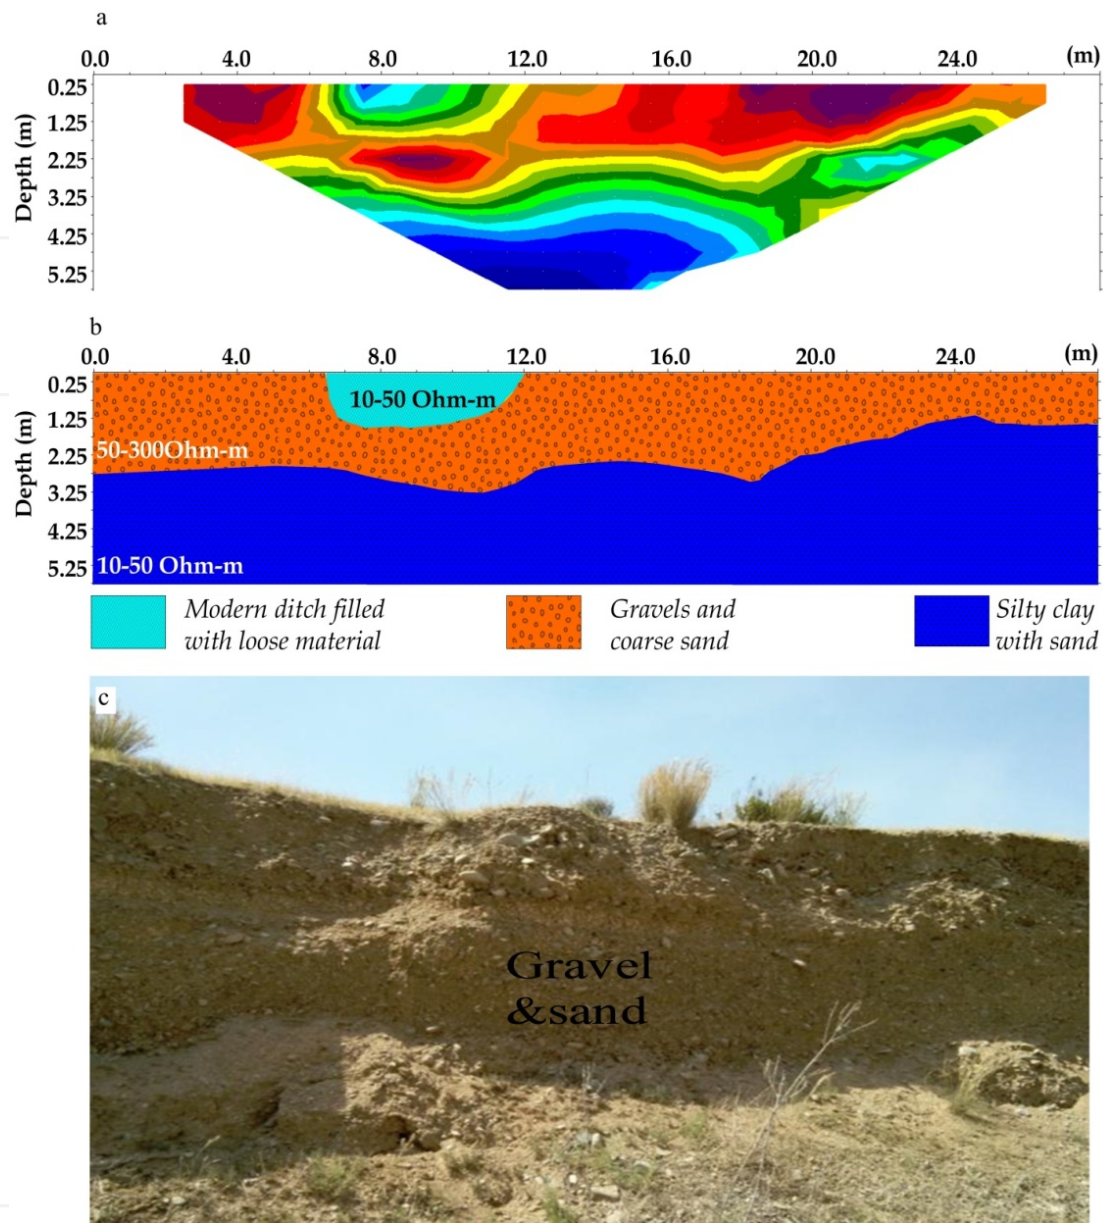 a
0.0 4.0 8.0 12.0 16.0 20.0 24.0 (m)
Depth (m)
0.25
1.25
2.25
3.25
4.25
5.25
b
0.0 4.0 8.0 12.0 16.0 20.0 24.0 (m)
Depth (m)
0.25
1.25
2.25
3.25
4.25
5.25
10-50 Ohm-m
50-300Ohm-m
10-50 Ohm-m
Modern ditch filled
with loose material
Gravels and
coarse sand
Silty clay
with sand
c
Gravel
&sand